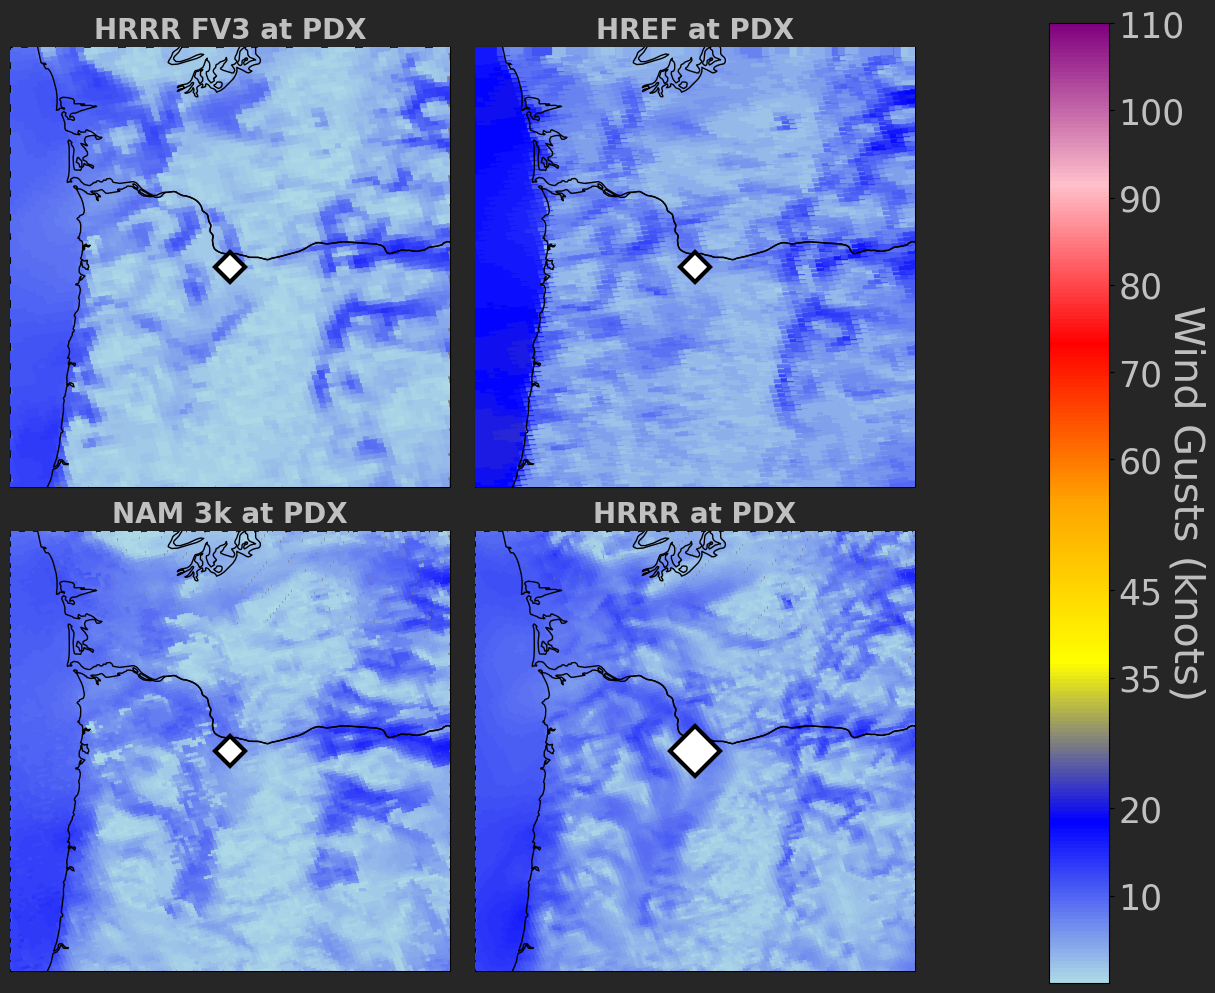 HRRR FV3 at PDX
HREF at PDX
NAM 3k at PDX
HRRR at PDX
110
100
90
80
70
60
45
35
20
10
Wind Gusts (knots)